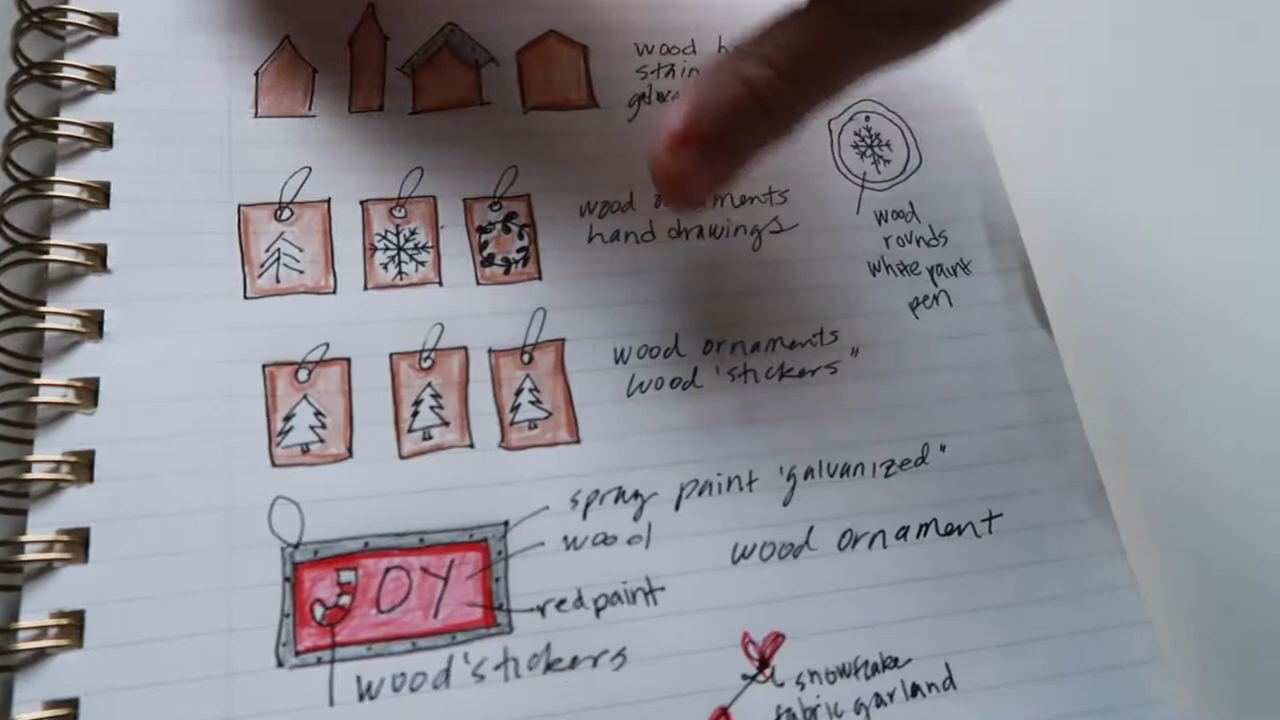 wood
stain
wood ornaments
hand drawings
wood
rounds
white paint
pen
wood ornaments
wood 'stickers"
spray paint 'galvanized"
wood
wood ornament
red paint
JOY
wood 'stickers
snowflake
fabric garland